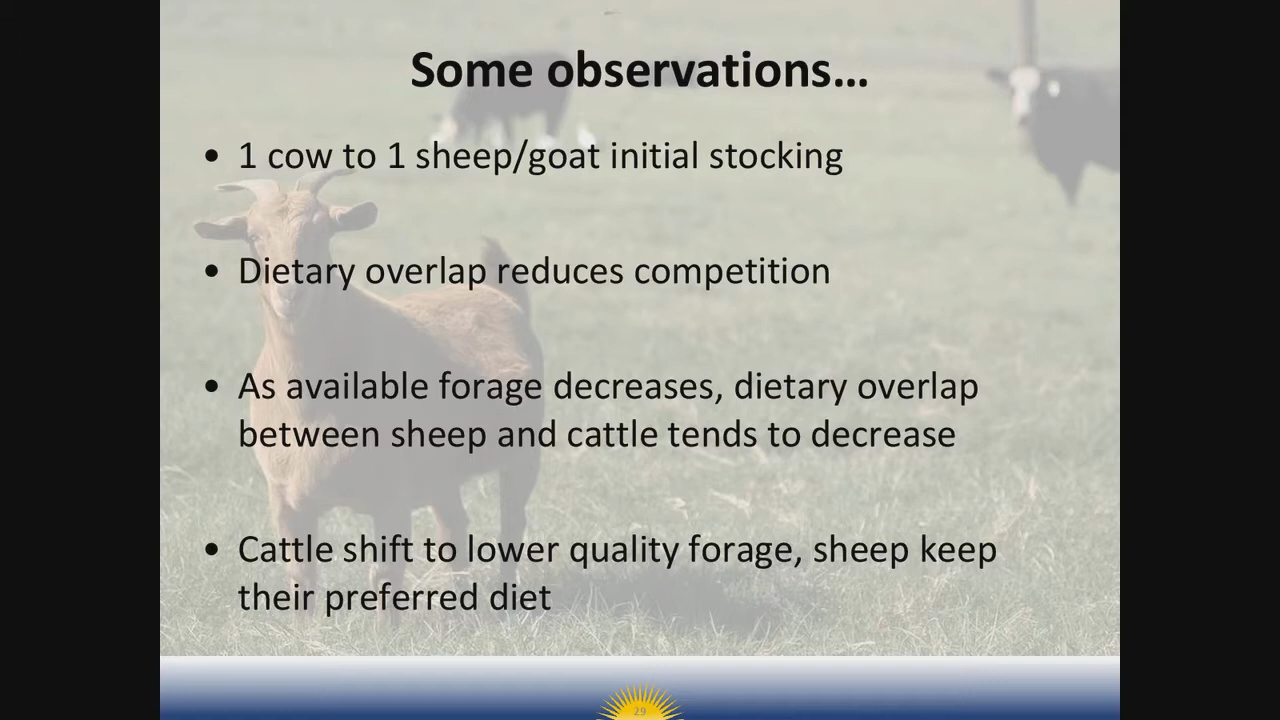 Some observations…
• 1 cow to 1 sheep/goat initial stocking
• Dietary overlap reduces competition
• As available forage decreases, dietary overlap
between sheep and cattle tends to decrease
• Cattle shift to lower quality forage, sheep keep
their preferred diet
29